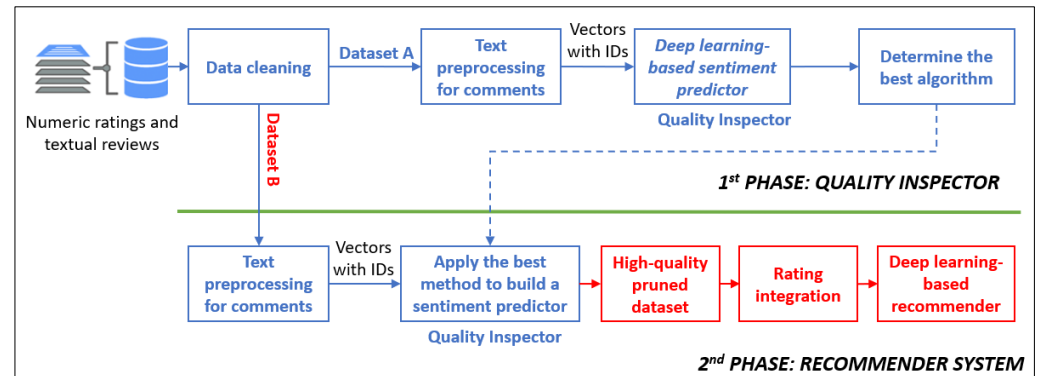 Numeric ratings and
textual reviews
Data cleaning
Dataset A
Text
preprocessing
for comments
Vectors
with IDs
Deep learning-
based sentiment
predictor
Quality Inspector
Determine the
best algorithm
Dataset B
1st PHASE: QUALITY INSPECTOR
Text
preprocessing
for comments
Vectors
with IDs
Apply the best
method to build a
sentiment predictor
Quality Inspector
High-quality
pruned
dataset
Rating
integration
Deep learning-
based
recommender
2nd PHASE: RECOMMENDER SYSTEM